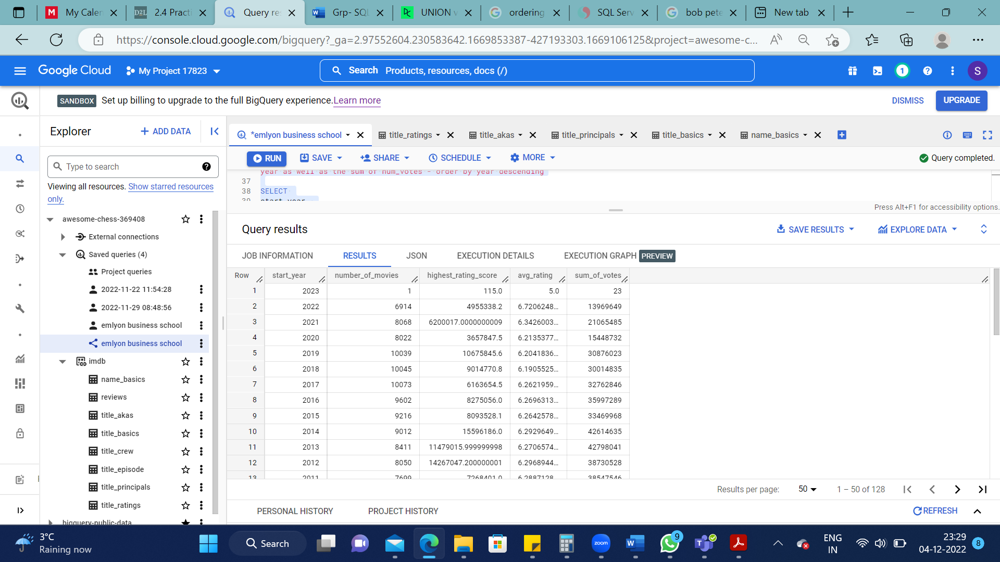 My Caler
2.4 Practi
Query re
Grp- SQL
UNION v
ordering
SQL Serv
bob pete
New tab
https://console.cloud.google.com/bigquery?_ga=2.97552604.230583642.1669853387-427193303.1669106125&project=awesome-c...
Google Cloud
My Project 17823
Search Products, resources, docs (/)
1
S
SANDBOX Set up billing to upgrade to the full BigQuery experience. Learn more
DISMISS
UPGRADE
Explorer
+ ADD DATA
*emlyon business school
title_ratings
title_akas
title_principals
title_basics
name_basics
RUN
SAVE
SHARE
SCHEDULE
MORE
Query completed.
Type to search
Viewing all resources. Show starred resources
only.
year as well as the sum of num_votes - order by year descending
37
38 SELECT
39 start_year
Press Alt+F1 for accessibility options.
awesome-chess-369408
External connections
Saved queries (4)
Project queries
2022-11-22 11:54:28
2022-11-29 08:48:56
emlyon business school
emlyon business school
imdb
name_basics
reviews
title_akas
title_basics
title_crew
title_episode
title_principals
title_ratings
bigquery-public-data
Query results
SAVE RESULTS
EXPLORE DATA
JOB INFORMATION
RESULTS
JSON
EXECUTION DETAILS
EXECUTION GRAPH PREVIEW
Row start_year number_of_movies highest_rating_score avg_rating sum_of_votes
1 2023 1 115.0 5.0 23
2 2022 6914 4955338.2 6.7206248... 13969649
3 2021 8068 6200017.0000000009 6.3426003... 21065485
4 2020 8022 3657847.5 6.2135377... 15448732
5 2019 10039 10675845.6 6.2041836... 30876023
6 2018 10045 9014770.8 6.1905525... 30014835
7 2017 10073 6163654.5 6.2621959... 32762846
8 2016 9602 8275056.0 6.2696313... 35997289
9 2015 9216 8093528.1 6.2642578... 33469968
10 2014 9012 15596186.0 6.2929649... 42614635
11 2013 8411 11479015.999999998 6.2706574... 42798041
12 2012 8050 14267047.200000001 6.2968944... 38730528
13 2011 7699 7268401.0 6.2887128... 38547546
Results per page: 50 1 – 50 of 128
PERSONAL HISTORY
PROJECT HISTORY
REFRESH
3°C
Raining now
Search
zoom
9
ENG
IN
23:29
04-12-2022
8